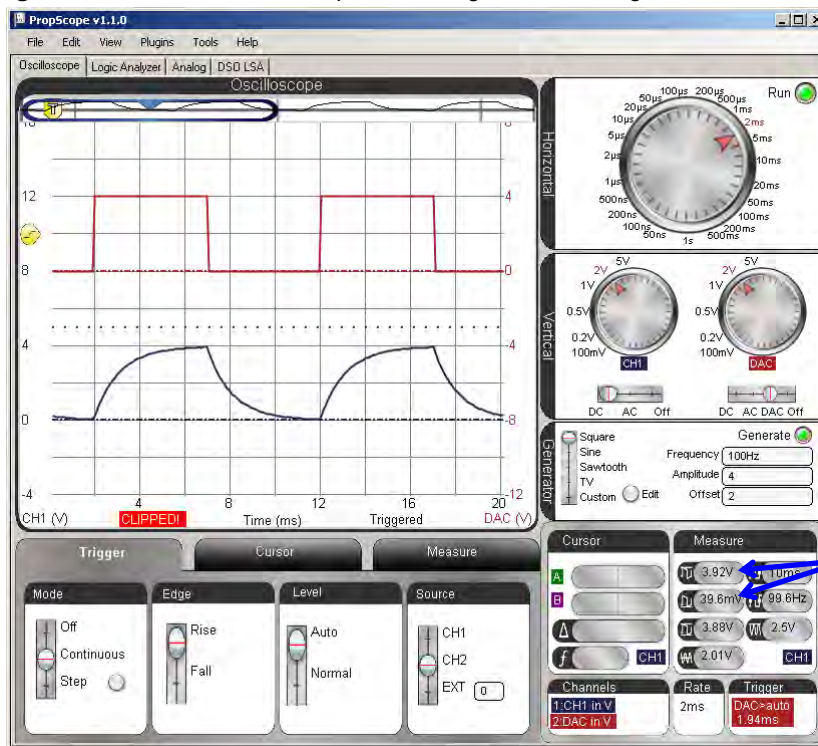 PropScope v1.1.0
File Edit View Plugins Tools Help
Oscilloscope Logic Analyzer Analog DSO LSA
Oscilloscope
T
12 4
8 0
4 -4
0 -8
-4 -12
4 8 12 16 20
CH1 (V) CLIPPED! Time (ms) Triggered DAC (V)
Horizontal
Run
50ns 100ns 200ns 500ns 1µs 2µs 5µs 10µs 20µs 50µs 100µs 200µs 500µs 1ms 2ms 5ms 10ms 20ms 50ms 100ms 200ms 500ms 1s
Vertical
5V 2V 1V 0.5V 0.2V 100mV
CH1
DC AC Off
5V 2V 1V 0.5V 0.2V 100mV
DAC
DC AC DAC Off
Generator
Square
Sine
Sawtooth
TV
Custom Edit
Generate
Frequency 100Hz
Amplitude 4
Offset 2
Trigger Cursor Measure
Mode
Off
Continuous
Step
Edge
Rise
Fall
Level
Auto
Normal
Source
CH1
CH2
EXT 0
Cursor
A
B
Δ
f CH1
Measure
3.92V 10ms
39.6mV 99.6Hz
3.88V 2.5V
2.01V CH1
Channels
1:CH1 in V
2:DAC in V
Rate
2ms
Trigger
DAC>auto
1.94ms